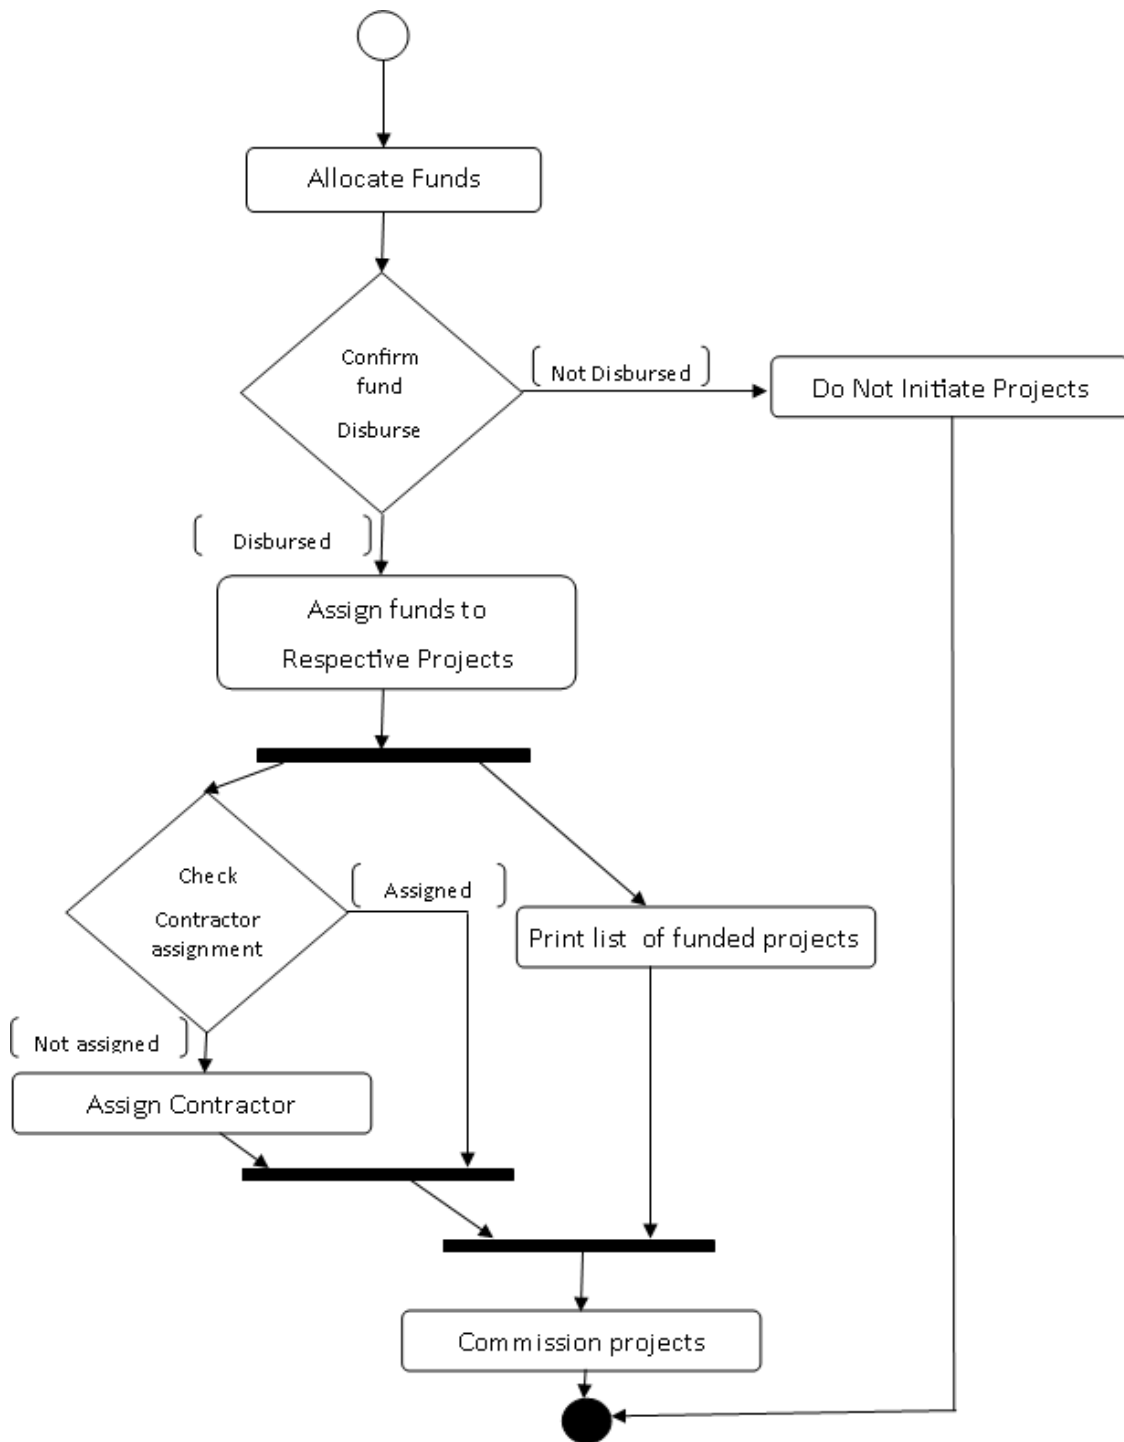 Allocate Funds
Confirm
fund
Disburse
Not Disbursed
Do Not Initiate Projects
Disbursed
Assign funds to
Respective Projects
Check
Contractor
assignment
Assigned
Print list of funded projects
Not assigned
Assign Contractor
Commission projects